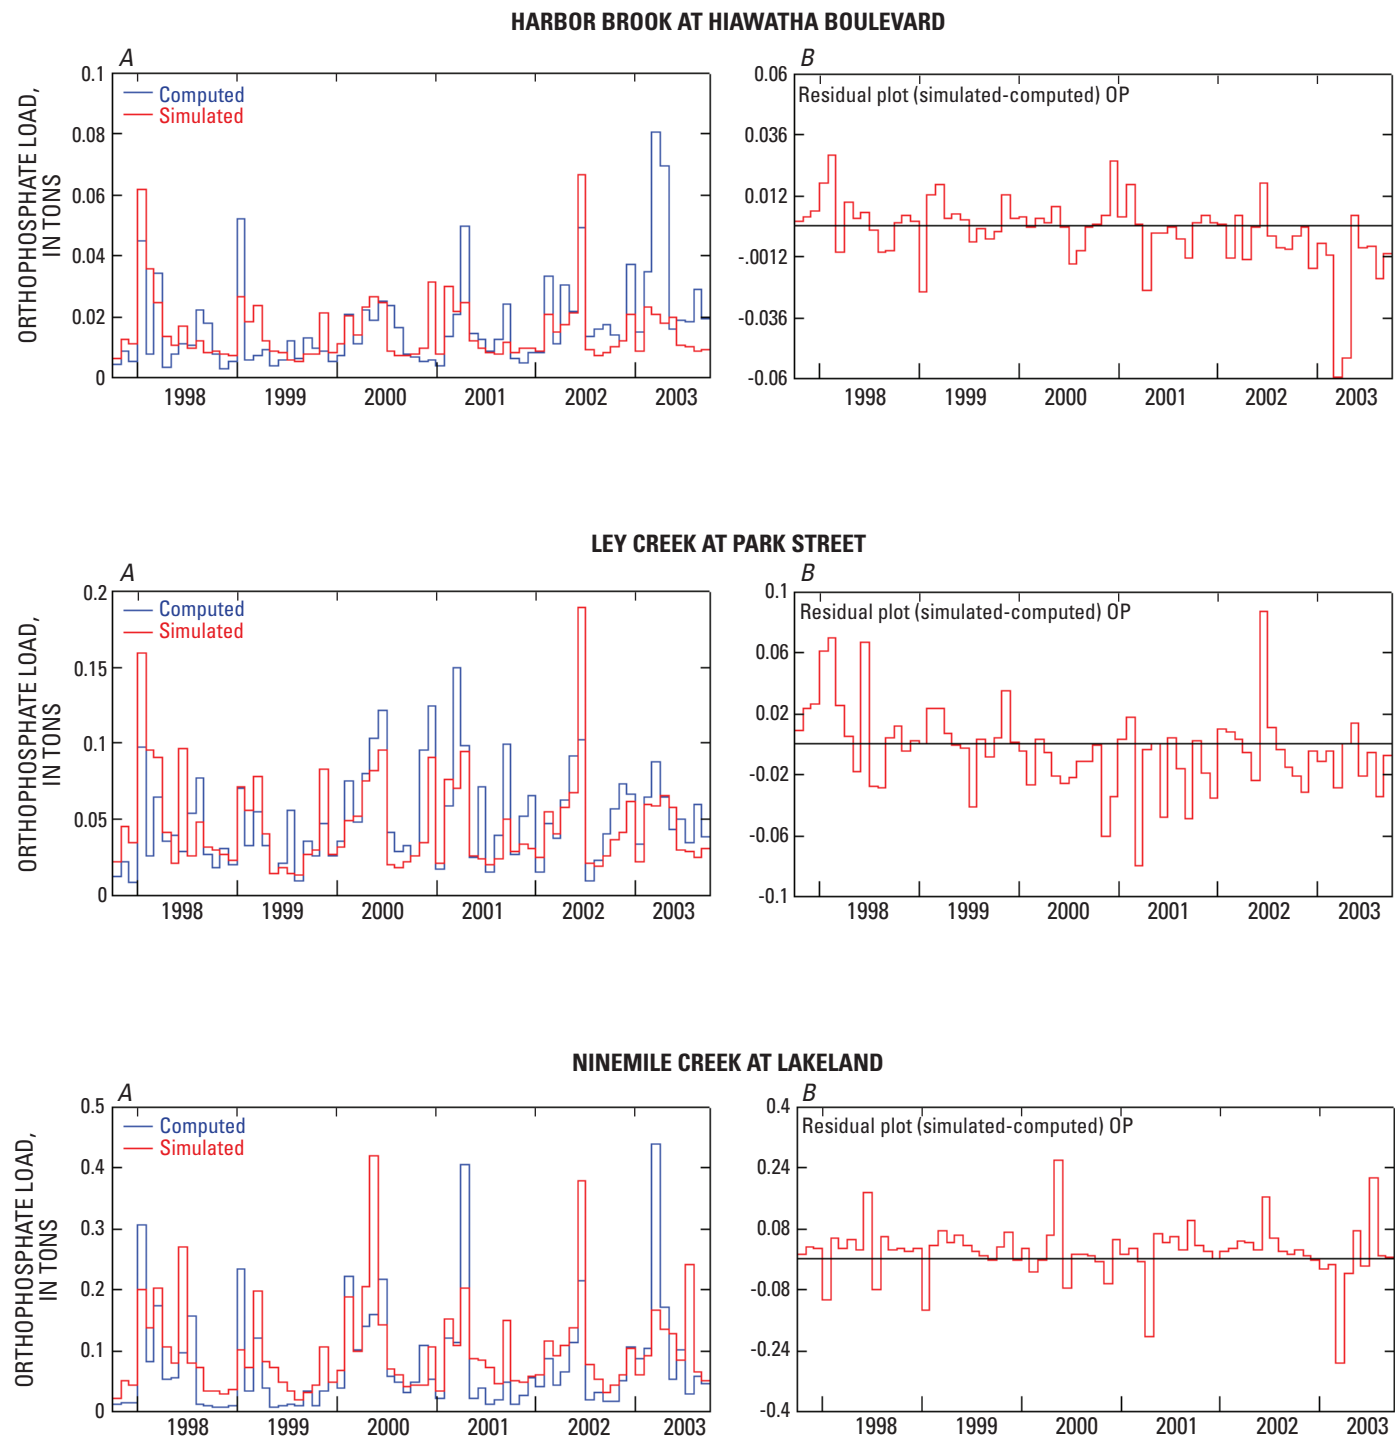 HARBOR BROOK AT HIAWATHA BOULEVARD
A
ORTHOPHOSPHATE LOAD,
IN TONS
0.1
0.08
0.06
0.04
0.02
0
Computed
Simulated
1998 1999 2000 2001 2002 2003
B
0.06
0.036
0.012
-.0012
-0.036
-0.06
Residual plot (simulated-computed) OP
1998 1999 2000 2001 2002 2003
LEY CREEK AT PARK STREET
A
ORTHOPHOSPHATE LOAD,
IN TONS
0.2
0.15
0.1
0.05
0
Computed
Simulated
1998 1999 2000 2001 2002 2003
B
0.1
0.06
0.02
-0.02
-0.06
-0.1
Residual plot (simulated-computed) OP
1998 1999 2000 2001 2002 2003
NINEMILE CREEK AT LAKELAND
A
ORTHOPHOSPHATE LOAD,
IN TONS
0.5
0.4
0.3
0.2
0.1
0
Computed
Simulated
1998 1999 2000 2001 2002 2003
B
0.4
0.24
0.08
-0.08
-0.24
-0.4
Residual plot (simulated-computed) OP
1998 1999 2000 2001 2002 2003